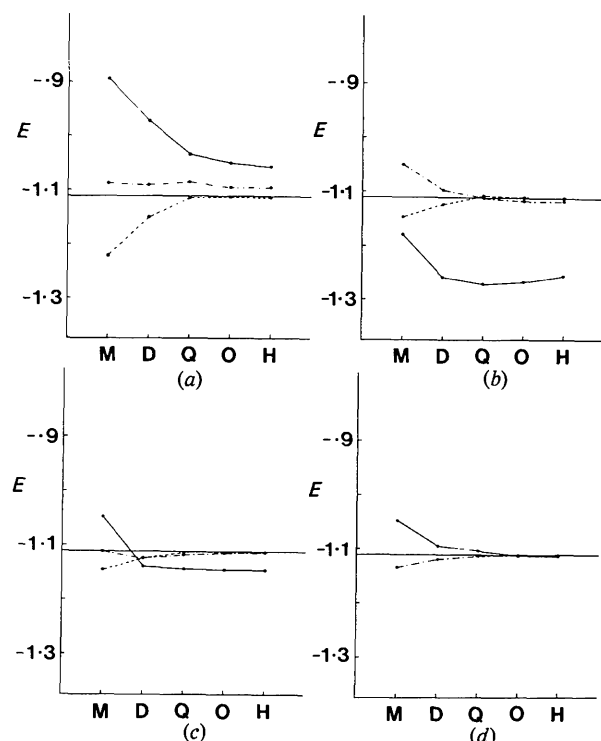 -·9
E
-1·1
-1·3
M D Q O H
(a)
-·9
E
-1·1
-1·3
M D Q O H
(b)
-·9
E
-1·1
-1·3
M D Q O H
(c)
-·9
E
-1·1
-1·3
M D Q O H
(d)